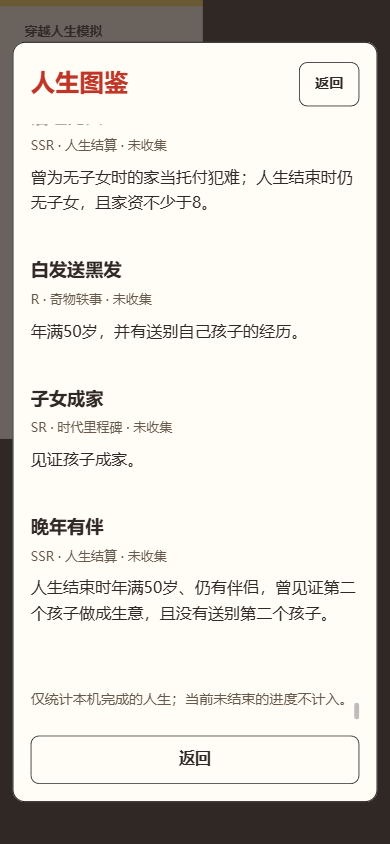 穿越人生模拟
人生图鉴
返回
SSR · 人生结算 · 未收集
曾为无子女时的家当托付犯难；人生结束时仍
无子女，且家资不少于8。
白发送黑发
R · 奇物轶事 · 未收集
年满50岁，并有送别自己孩子的经历。
子女成家
SR · 时代里程碑 · 未收集
见证孩子成家。
晚年有伴
SSR · 人生结算 · 未收集
人生结束时年满50岁、仍有伴侣，曾见证第二
个孩子做成生意，且没有送别第二个孩子。
仅统计本机完成的人生；当前未结束的进度不计入。
返回